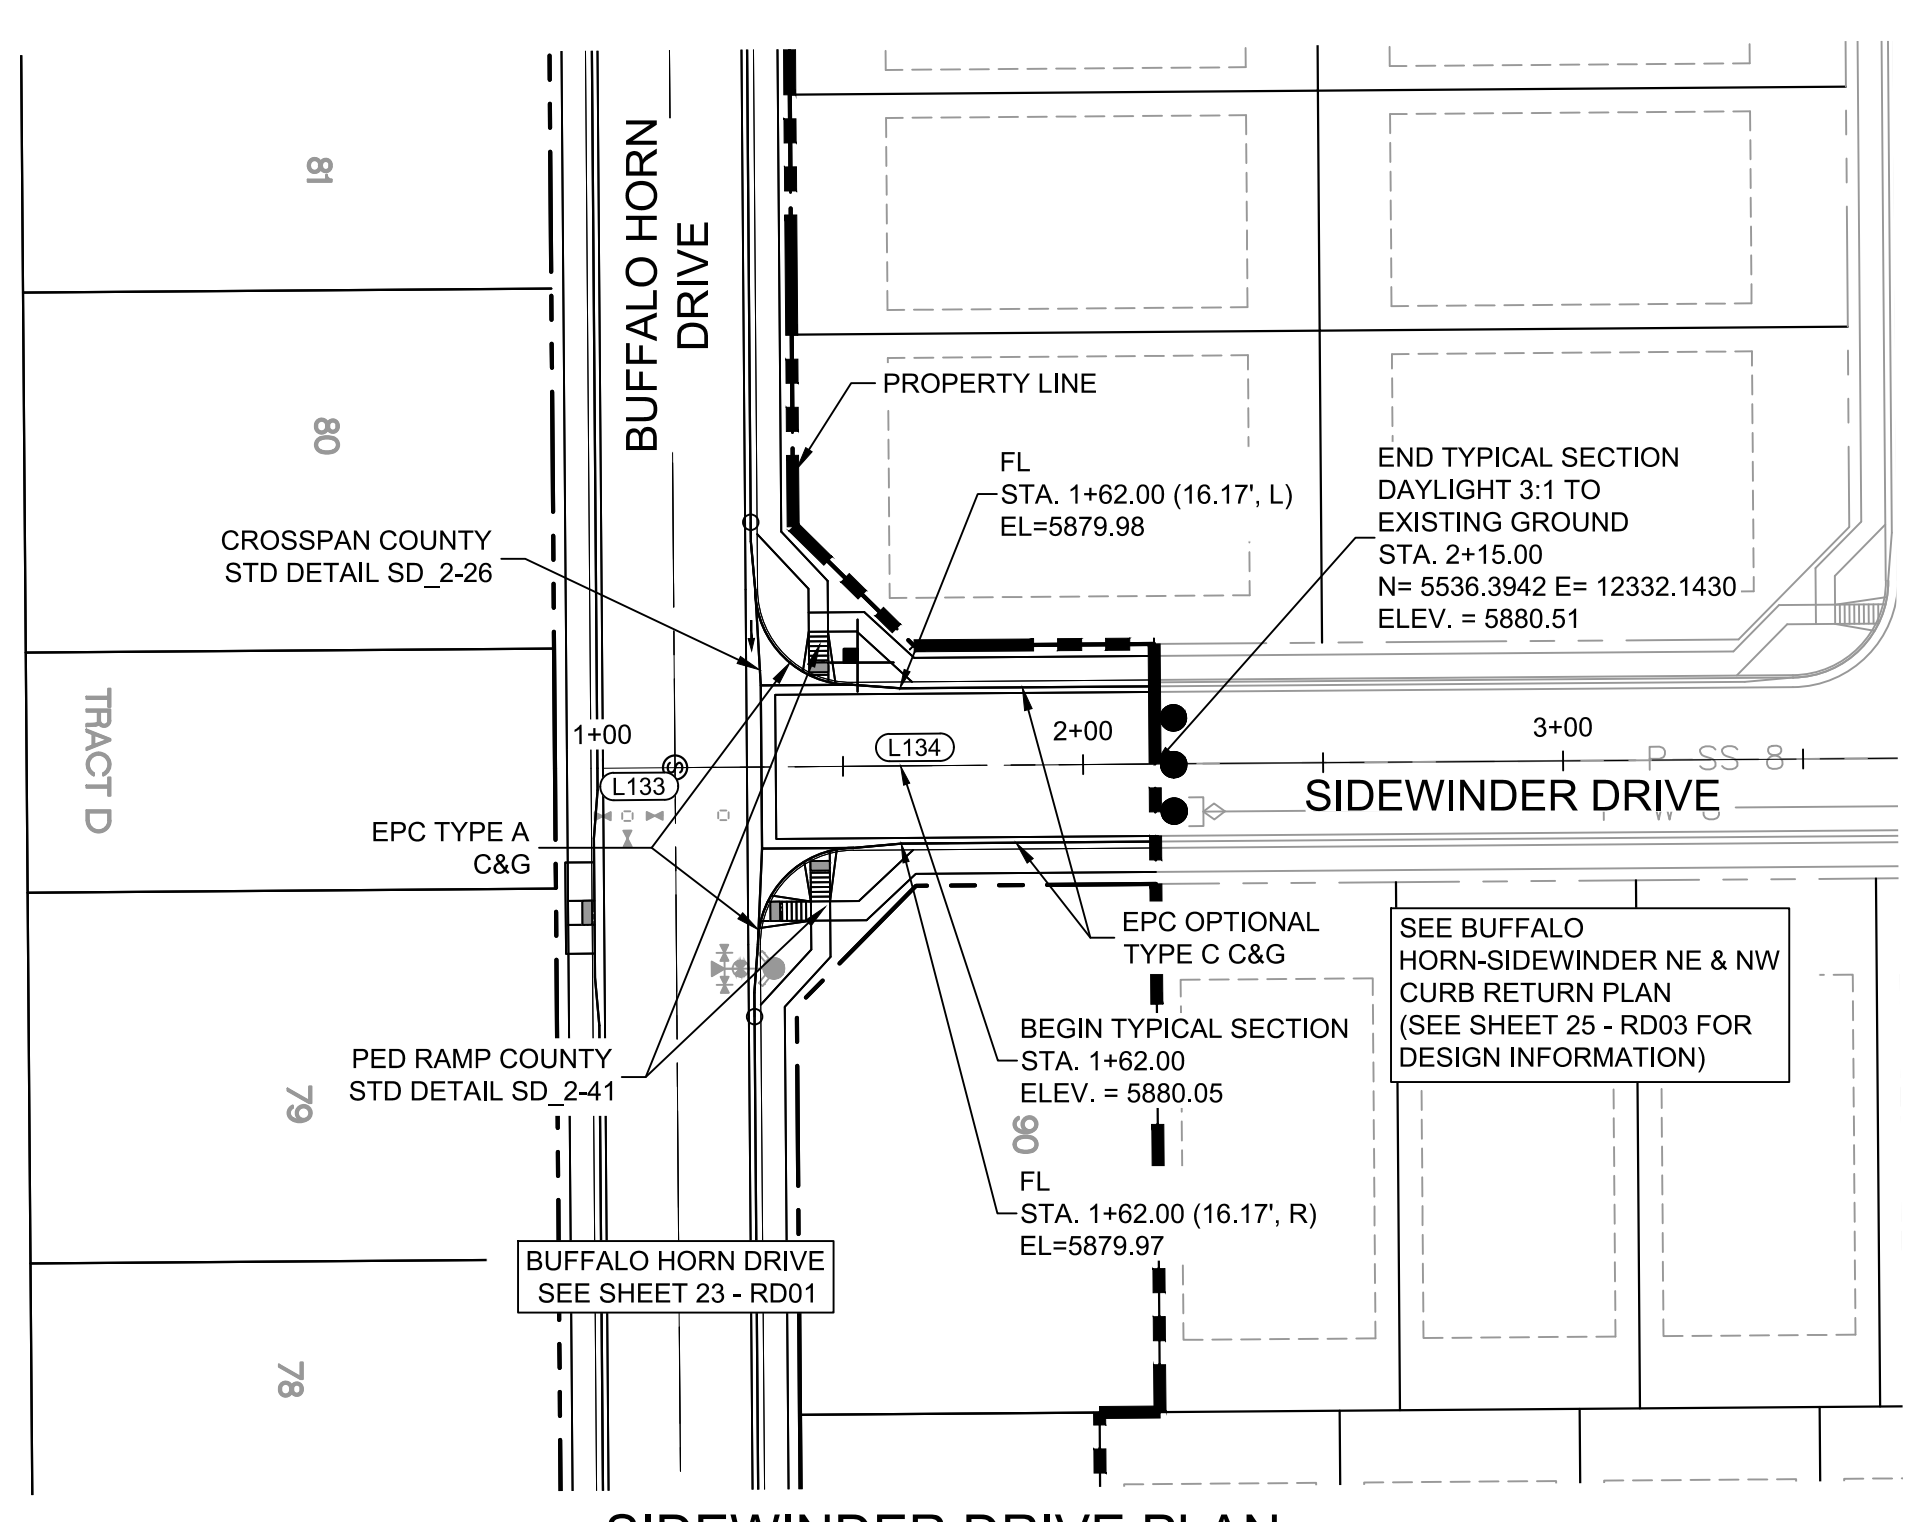 BUFFALO HORN
DRIVE
81
80
TRACT D
79
78
90
PROPERTY LINE
FL
STA. 1+62.00 (16.17', L)
EL=5879.98
END TYPICAL SECTION
DAYLIGHT 3:1 TO
EXISTING GROUND
STA. 2+15.00
N= 5536.3942 E= 12332.1430
ELEV. = 5880.51
CROSSPAN COUNTY
STD DETAIL SD_2-26
1+00
L133
S
L134
2+00
3+00
P SS 8
SIDEWINDER DRIVE
EPC TYPE A
C&G
EPC OPTIONAL
TYPE C C&G
SEE BUFFALO
HORN-SIDEWINDER NE & NW
CURB RETURN PLAN
(SEE SHEET 25 - RD03 FOR
DESIGN INFORMATION)
BEGIN TYPICAL SECTION
STA. 1+62.00
ELEV. = 5880.05
PED RAMP COUNTY
STD DETAIL SD_2-41
FL
STA. 1+62.00 (16.17', R)
EL=5879.97
BUFFALO HORN DRIVE
SEE SHEET 23 - RD01
SIDEWINDER DRIVE PLAN